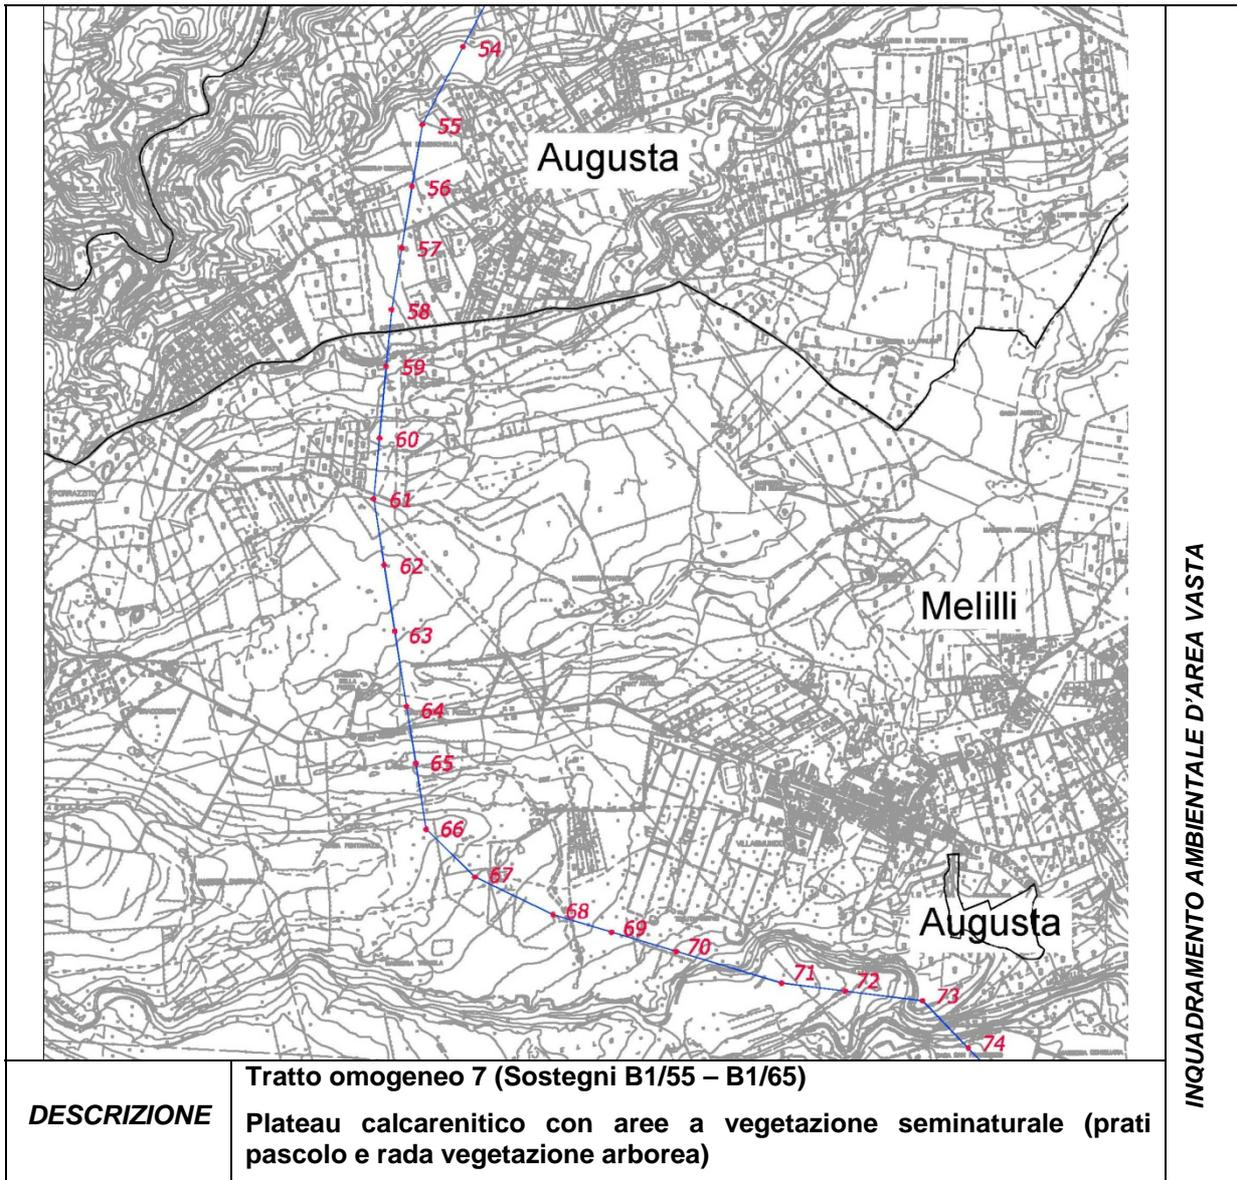 54
55
Augusta
56
57
58
59
60
61
62
Melilli
63
64
65
66
67
68
Augusta
69
70
71
72
73
74
INQUADRAMENTO AMBIENTALE D'AREA VASTA
DESCRIZIONE
Tratto omogeneo 7 (Sostegni B1/55 – B1/65)
Plateau calcarenitico con aree a vegetazione seminaturale (prati
pascolo e rada vegetazione arborea)